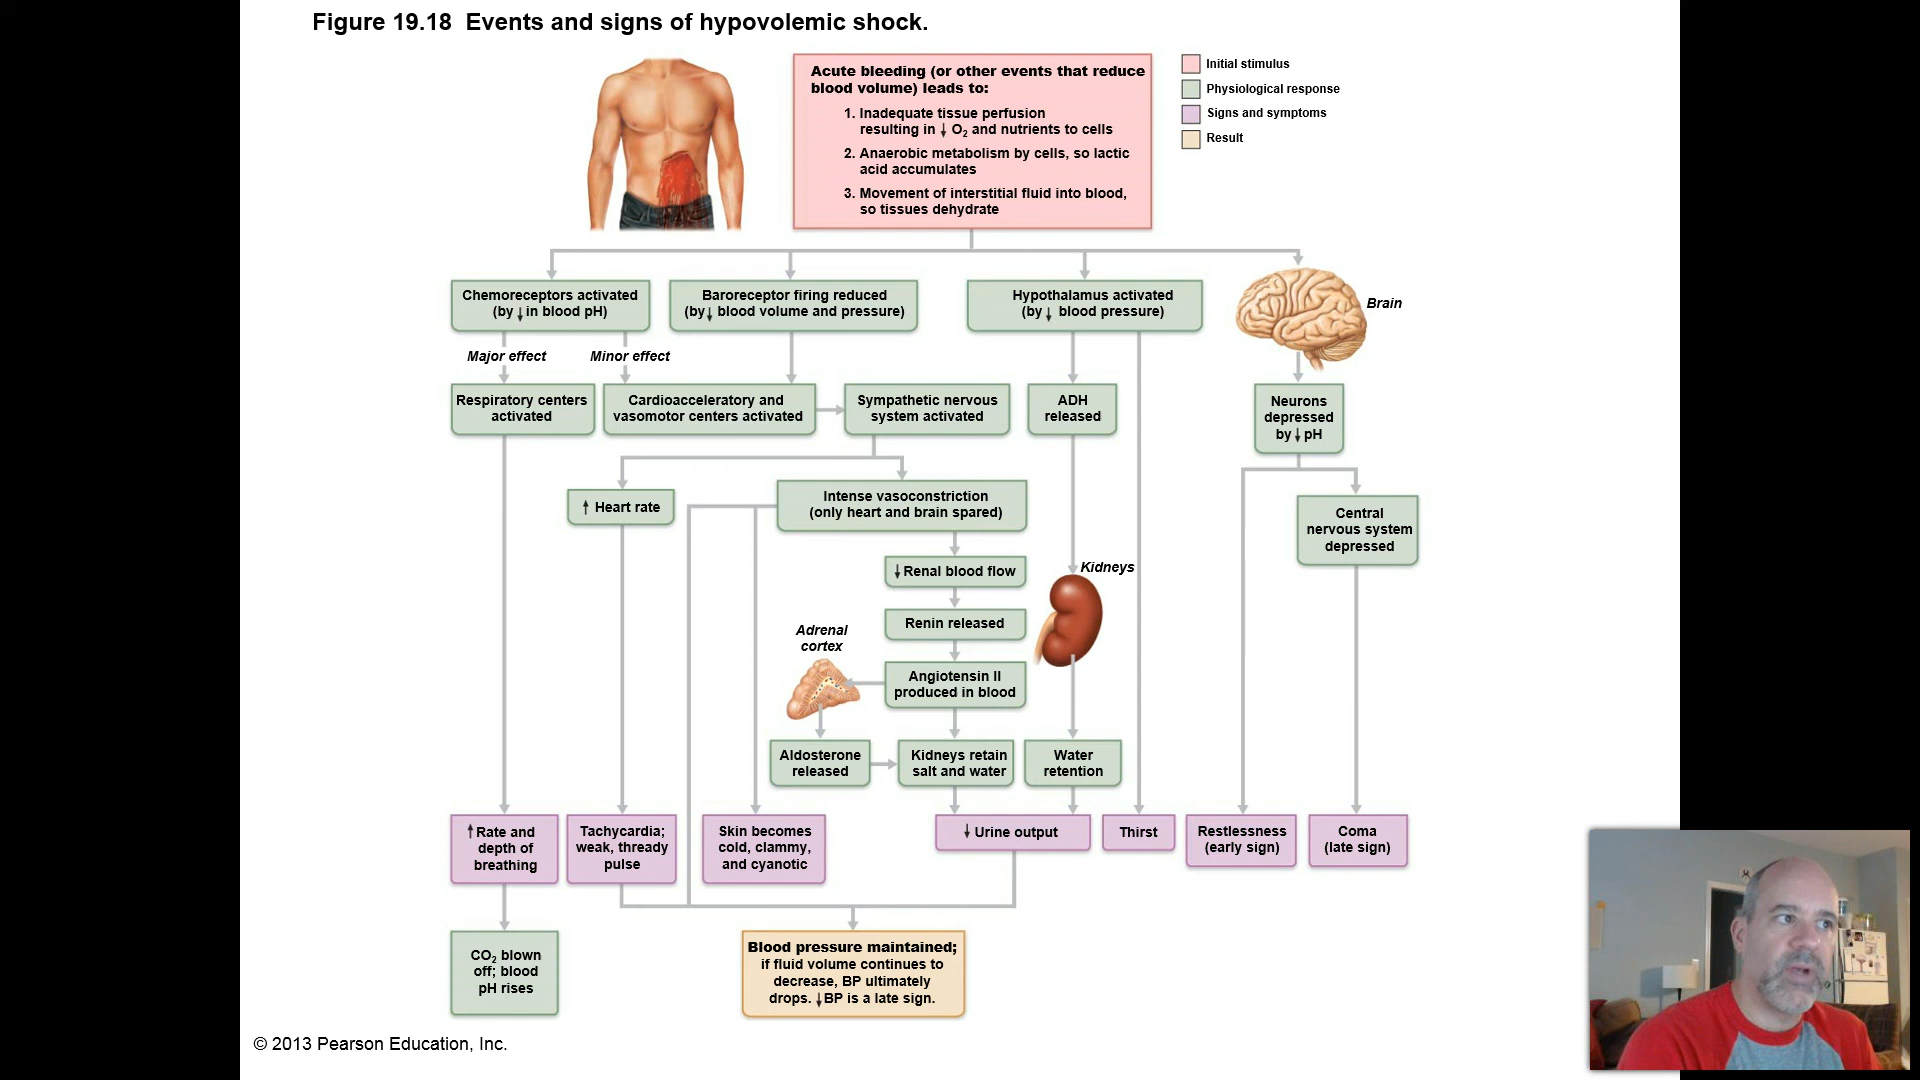 Figure 19.18 Events and signs of hypovolemic shock.
Acute bleeding (or other events that reduce
blood volume) leads to:
1. Inadequate tissue perfusion
resulting in ↓ O₂ and nutrients to cells
2. Anaerobic metabolism by cells, so lactic
acid accumulates
3. Movement of interstitial fluid into blood,
so tissues dehydrate
Initial stimulus
Physiological response
Signs and symptoms
Result
Chemoreceptors activated
(by ↓ in blood pH)
Baroreceptor firing reduced
(by ↓ blood volume and pressure)
Hypothalamus activated
(by ↓ blood pressure)
Brain
Major effect
Minor effect
Respiratory centers
activated
Cardioacceleratory and
vasomotor centers activated
Sympathetic nervous
system activated
ADH
released
Neurons
depressed
by ↓ pH
↑ Heart rate
Intense vasoconstriction
(only heart and brain spared)
Central
nervous system
depressed
↓ Renal blood flow
Kidneys
Renin released
Adrenal
cortex
Angiotensin II
produced in blood
Aldosterone
released
Kidneys retain
salt and water
Water
retention
↑ Rate and
depth of
breathing
Tachycardia;
weak, thready
pulse
Skin becomes
cold, clammy,
and cyanotic
↓ Urine output
Thirst
Restlessness
(early sign)
Coma
(late sign)
CO₂ blown
off; blood
pH rises
Blood pressure maintained;
if fluid volume continues to
decrease, BP ultimately
drops. ↓ BP is a late sign.
© 2013 Pearson Education, Inc.